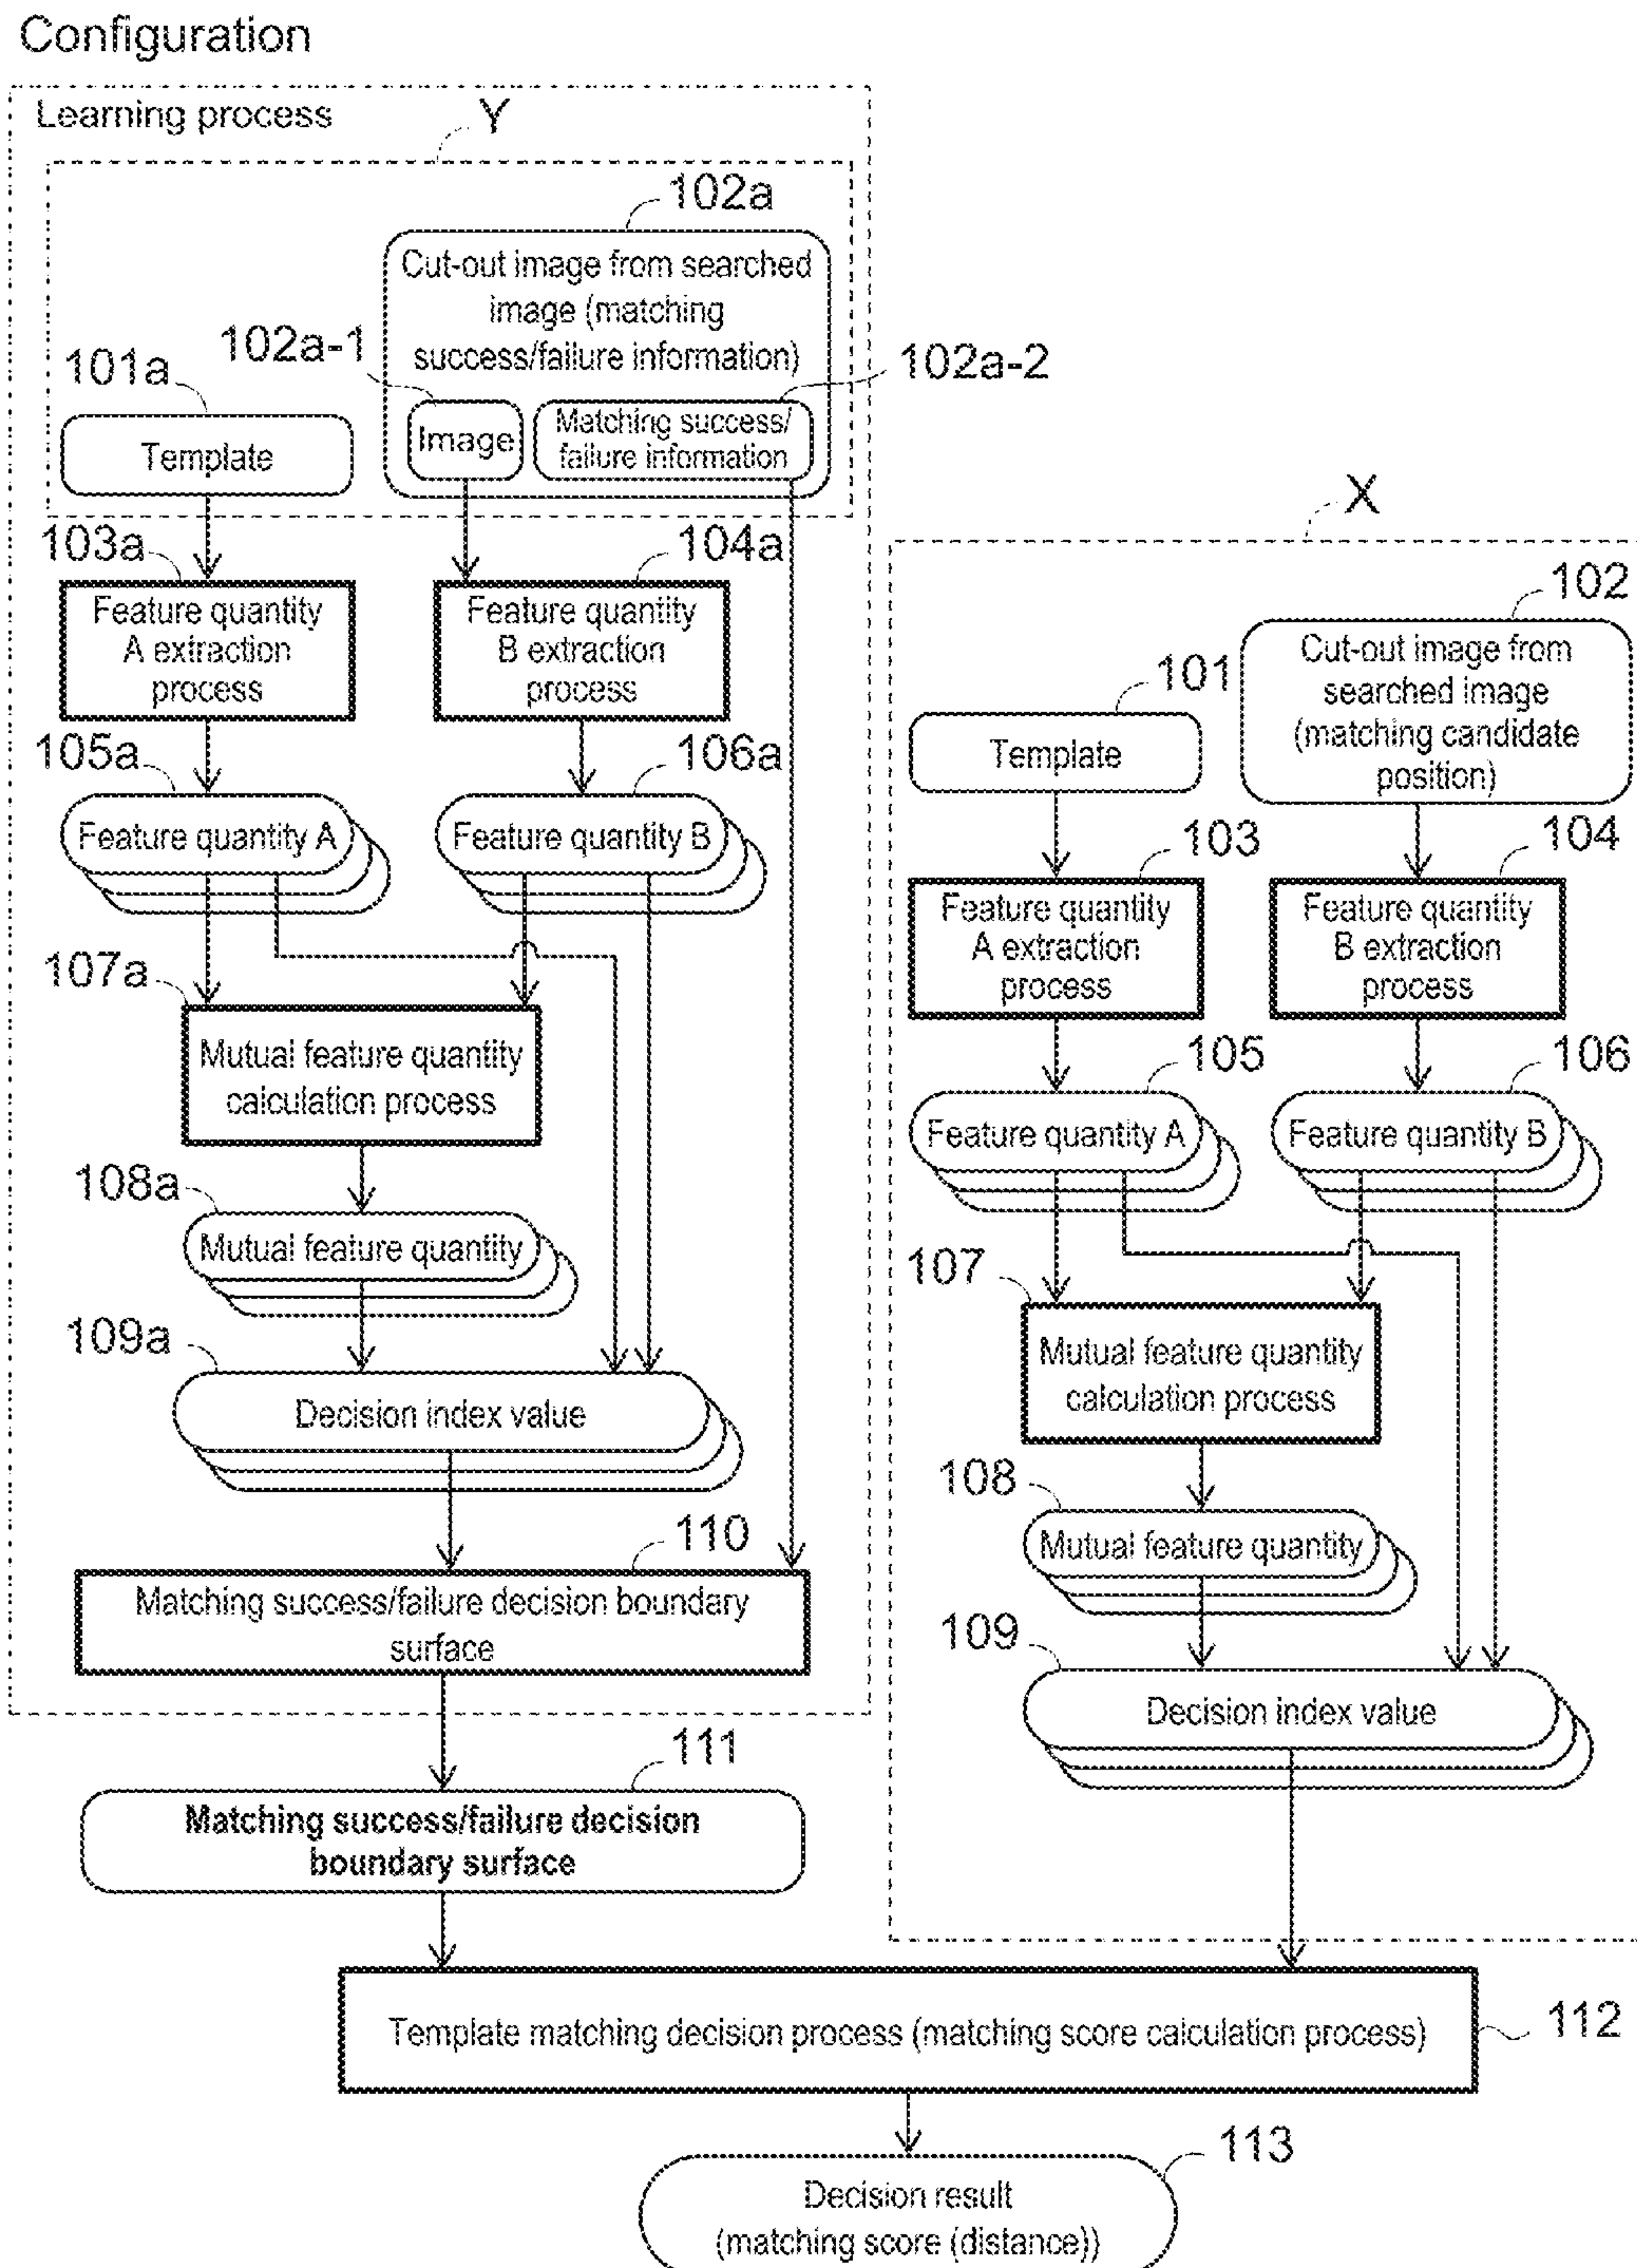 Configuration
Learning process
Y
102a
Cut-out image from searched
image (matching
success/failure information)
102a-1
102a-2
101a
Template
Image
Matching success/
failure information
103a
104a
Feature quantity
A extraction
process
Feature quantity
B extraction
process
105a
106a
Feature quantity A
Feature quantity B
107a
Mutual feature quantity
calculation process
108a
Mutual feature quantity
109a
Decision index value
110
Matching success/failure decision boundary
surface
111
Matching success/failure decision
boundary surface
X
102
Cut-out image from
searched image
(matching candidate
position)
101
Template
103
104
Feature quantity
A extraction
process
Feature quantity
B extraction
process
105
106
Feature quantity A
Feature quantity B
107
Mutual feature quantity
calculation process
108
Mutual feature quantity
109
Decision index value
Template matching decision process (matching score calculation process)
112
113
Decision result
(matching score (distance))